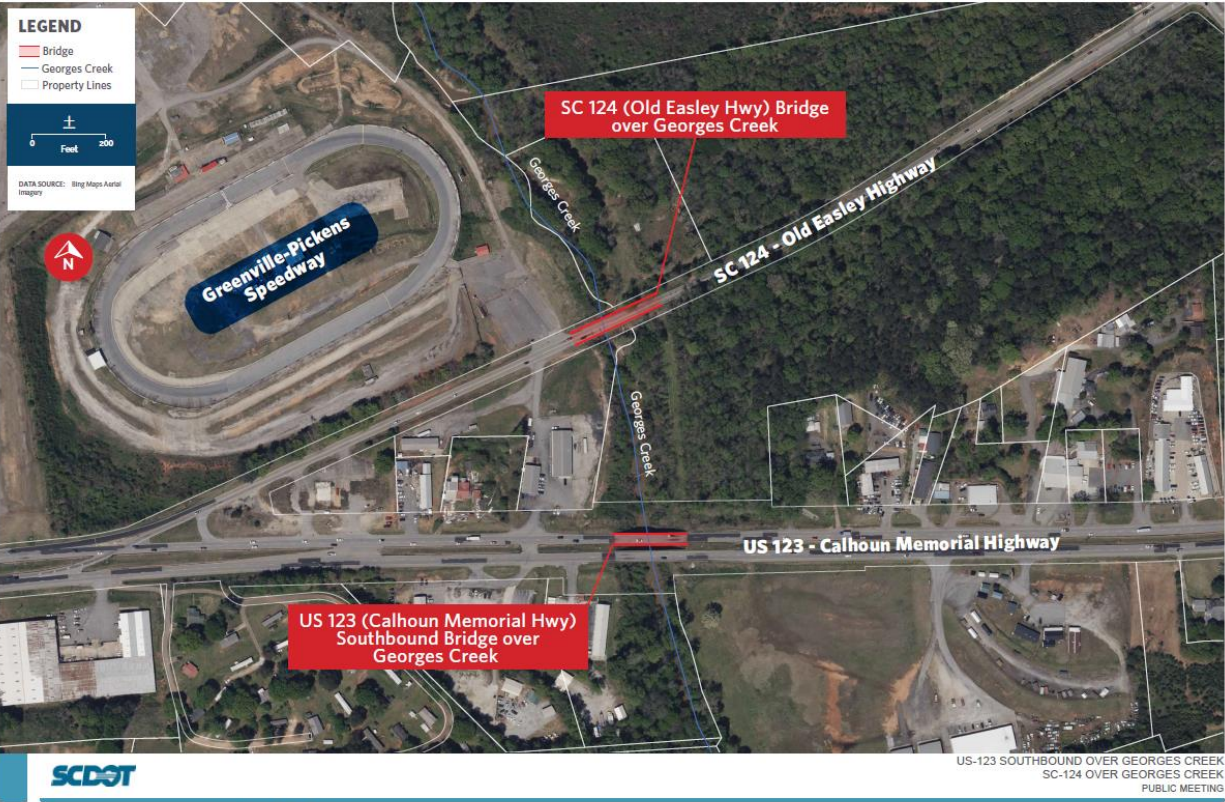 LEGEND
Bridge
Georges Creek
Property Lines
0 200
Feet
DATA SOURCE: Bing Maps Aerial
Imagery
N
Greenville-Pickens
Speedway
SC 124 (Old Easley Hwy) Bridge
over Georges Creek
Georges Creek
SC 124 - Old Easley Highway
Georges Creek
US 123 - Calhoun Memorial Highway
US 123 (Calhoun Memorial Hwy)
Southbound Bridge over
Georges Creek
SCDOT
US-123 SOUTHBOUND OVER GEORGES CREEK
SC-124 OVER GEORGES CREEK
PUBLIC MEETING